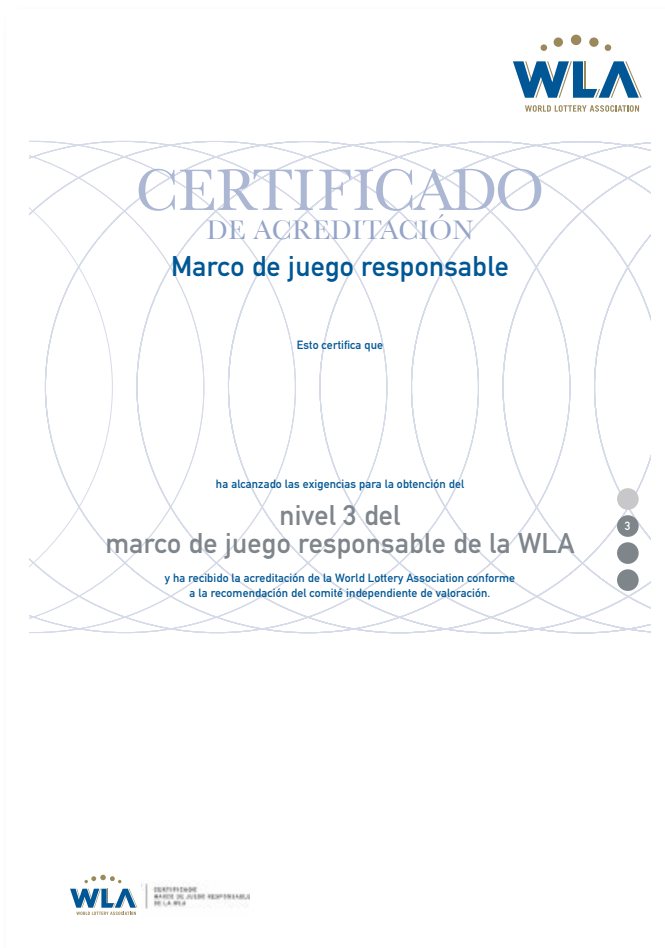 WLA
WORLD LOTTERY ASSOCIATION
CERTIFICADO
DE ACREDITACIÓN
Marco de juego responsable
Esto certifica que
ha alcanzado las exigencias para la obtención del
nivel 3 del
marco de juego responsable de la WLA
3
y ha recibido la acreditación de la World Lottery Association conforme
a la recomendación del comité independiente de valoración.
WLA
WORLD LOTTERY ASSOCIATION
MARCO DE JUEGO RESPONSABLE
DE LA WLA